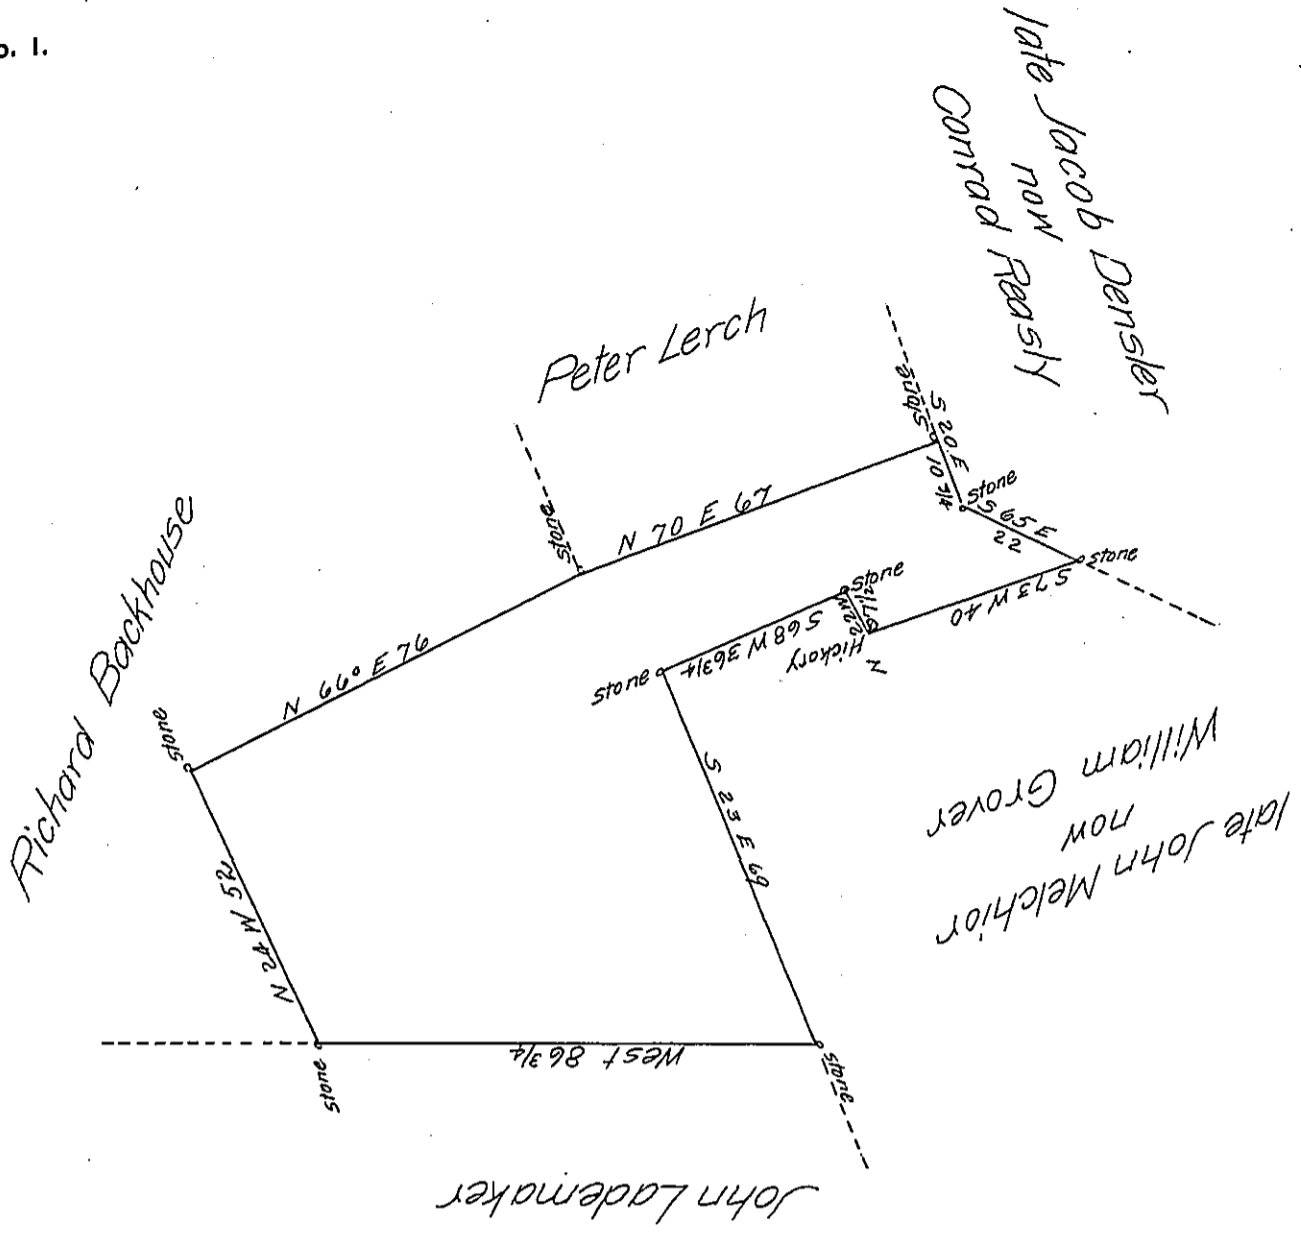 o. 1.
late Jacob Densler
now
Conrad Reasly
Peter Lerch
Richard Backhouse
Stone
S 20 E
10 3/4
Stone
S 65 E
22
Stone
S 73 W 40
Hickory
Stone
S 68 W 36 3/4
Stone
S 23 E 69
Stone
West 86 3/4
Stone
N 24 W 52
Stone
N 66° E 76
Stone
N 70 E 67
late John Melchior
now
William Grover
John Lademaker